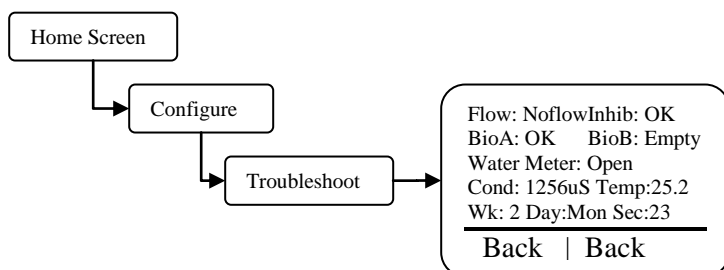 Home Screen
Configure
Troubleshoot
Flow: NoflowInhib: OK
BioA: OK BioB: Empty
Water Meter: Open
Cond: 1256uS Temp:25.2
Wk: 2 Day:Mon Sec:23
Back | Back